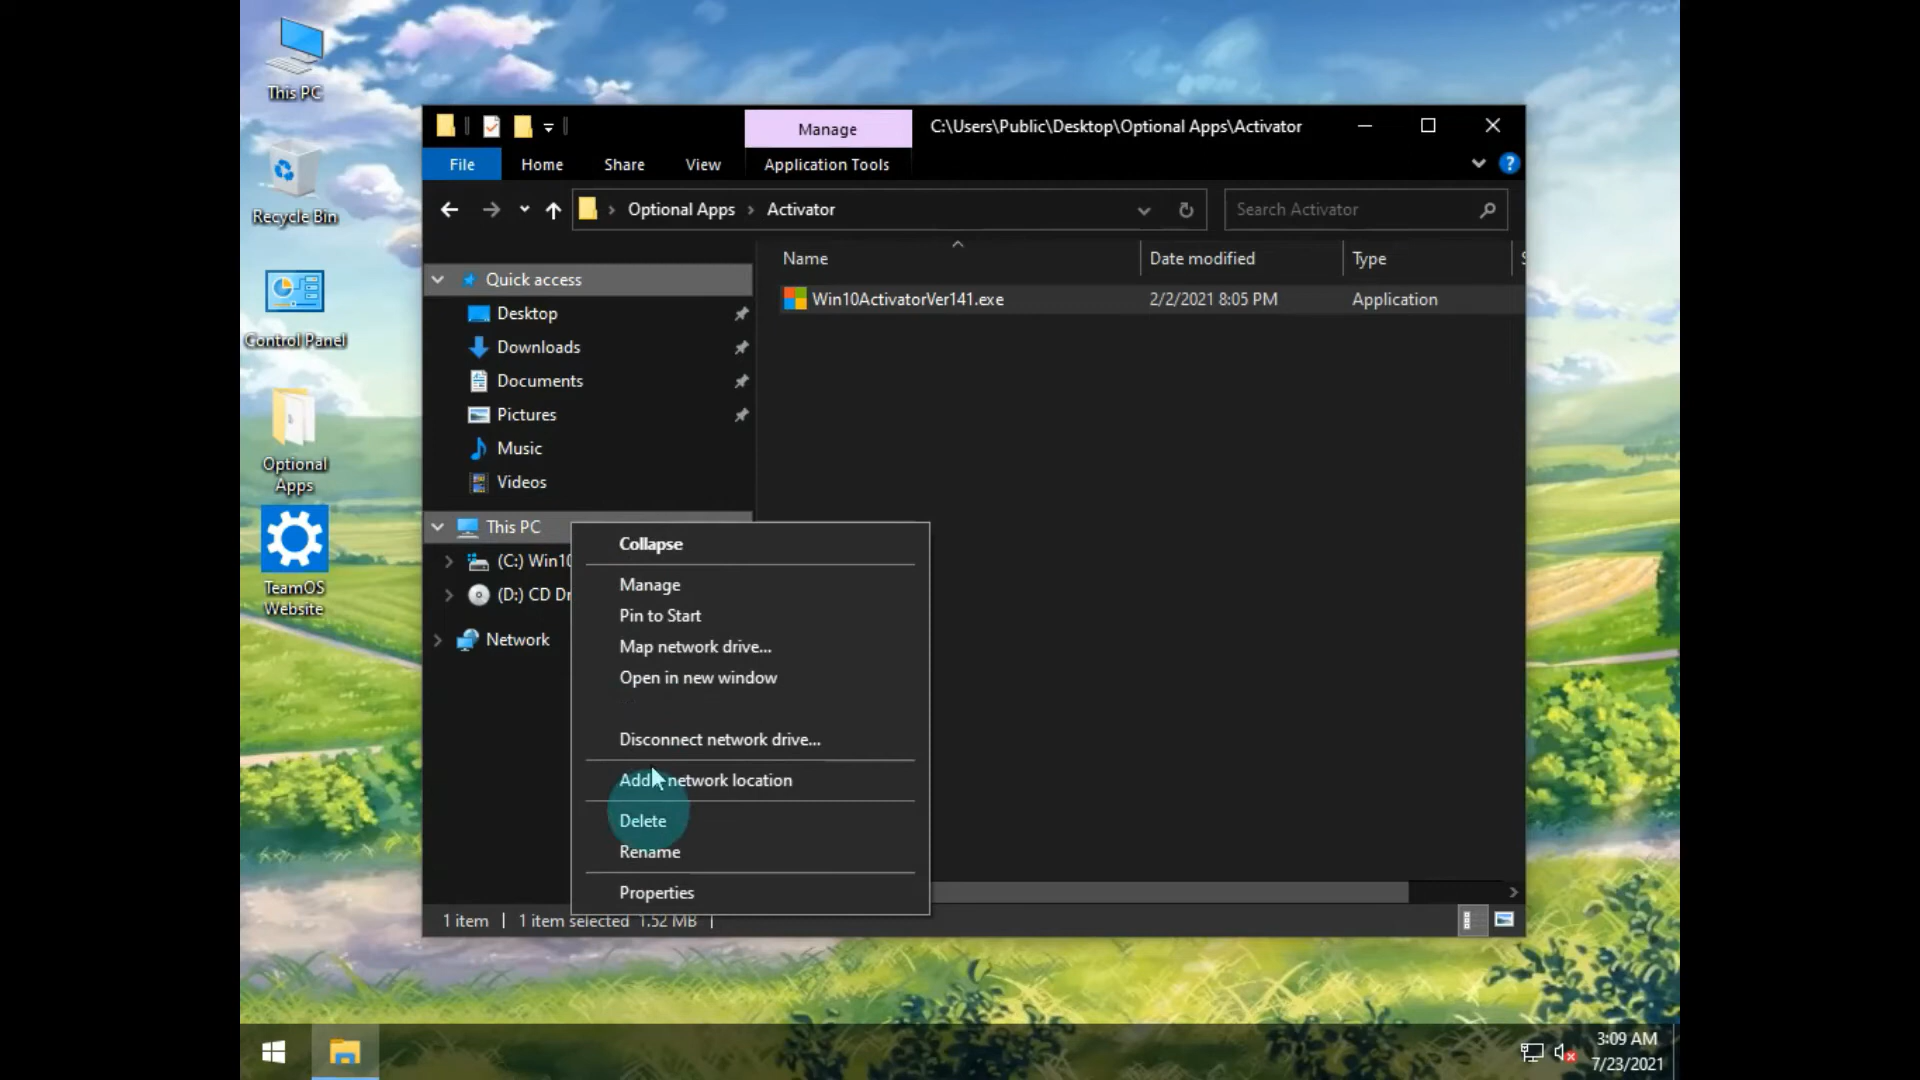 This PC
Recycle Bin
Control Panel
Optional
Apps
TeamOS
Website
Manage
C:\Users\Public\Desktop\Optional Apps\Activator
File
Home
Share
View
Application Tools
Optional Apps
Activator
Search Activator
Name
Date modified
Type
Quick access
Desktop
Downloads
Documents
Pictures
Music
Videos
This PC
(C:) Win10
(D:) CD Dr
Network
Win10ActivatorVer141.exe
2/2/2021 8:05 PM
Application
Collapse
Manage
Pin to Start
Map network drive...
Open in new window
Disconnect network drive...
Add network location
Delete
Rename
Properties
1 item
1 item selected 1.52 MB
3:09 AM
7/23/2021